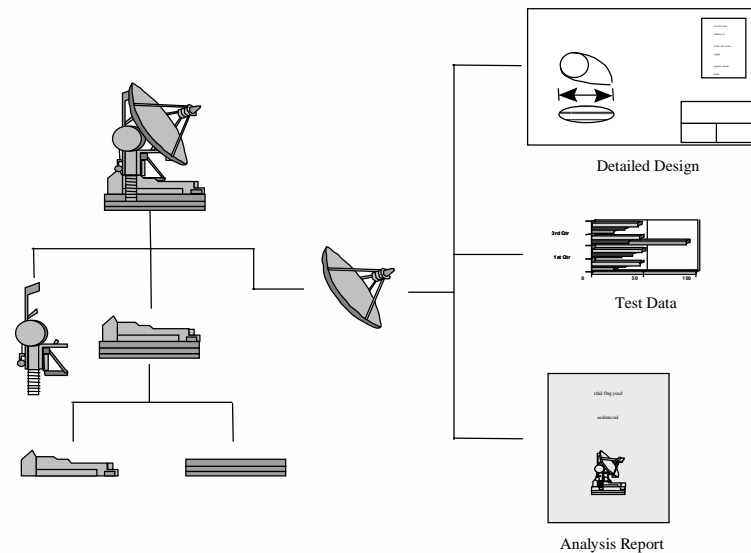 Detailed Design
3rd Qtr
1st Qtr
0 50 100
Test Data
Analysis Report